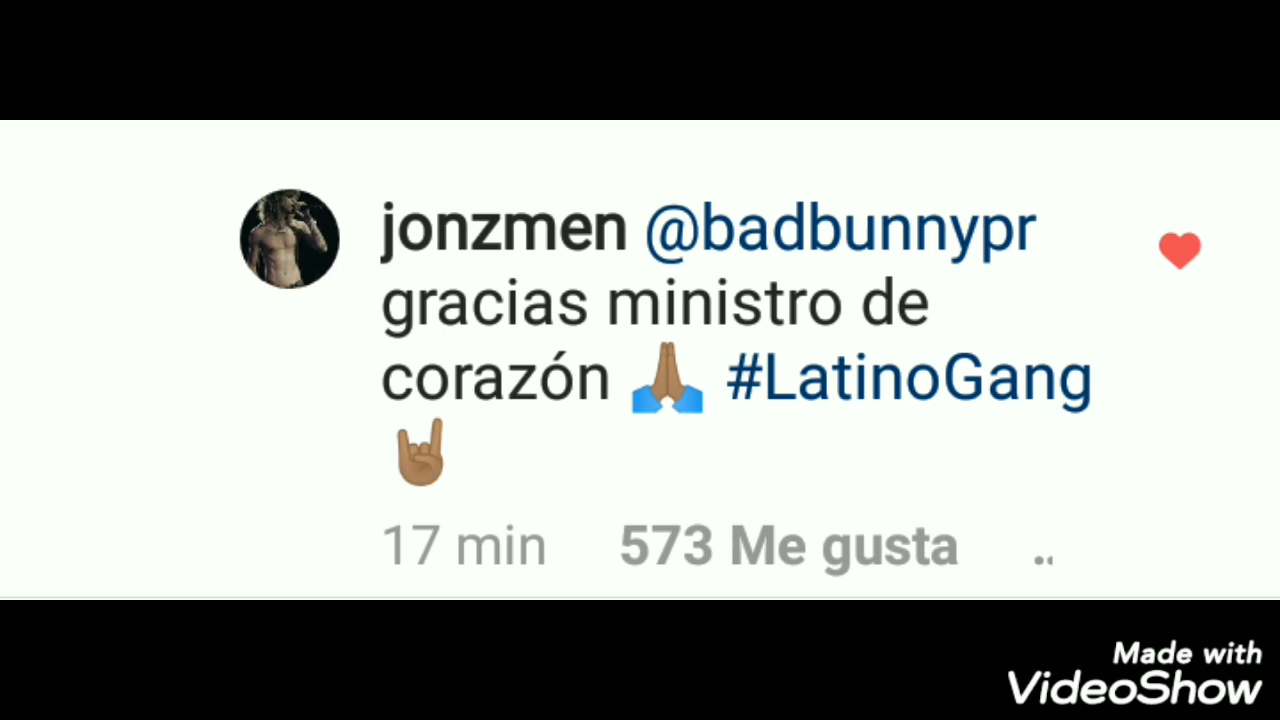 jonzmen @badbunnypr
gracias ministro de
corazón 🙏🏽 #LatinoGang
🤘🏽
17 min 573 Me gusta ..
Made with
VideoShow